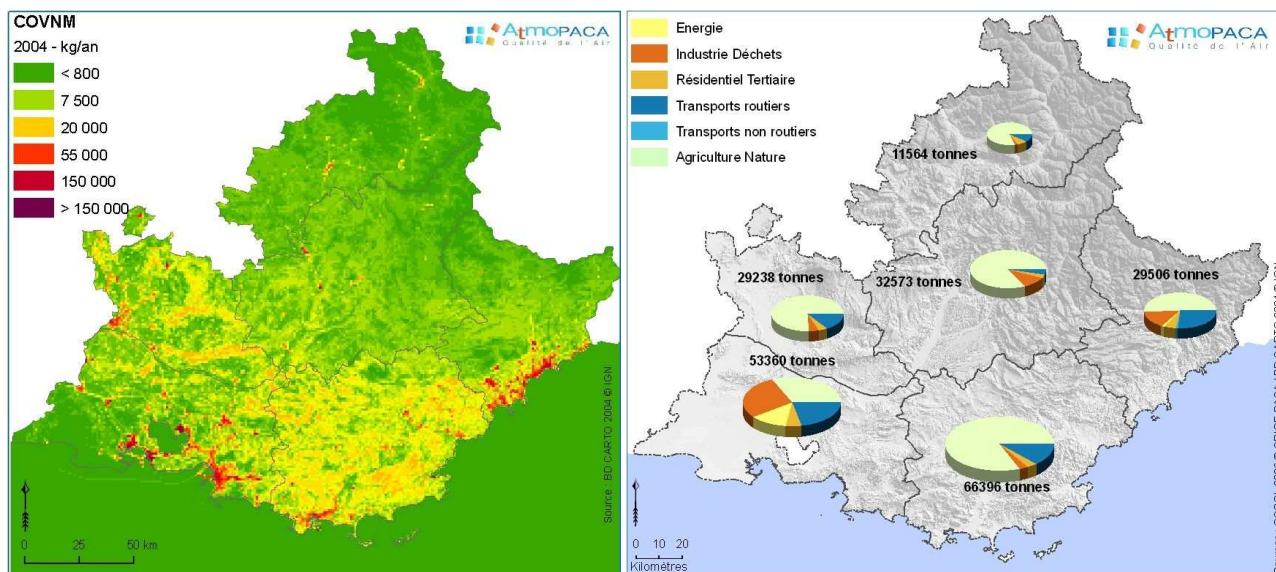 COVNM
2004 - kg/an
< 800
7 500
20 000
55 000
150 000
> 150 000
AtmoPACA
Qualité de l'Air
0 25 50 km
Source : BD CARTO 2004 © IGN
Energie
Industrie Déchets
Résidentiel Tertiaire
Transports routiers
Transports non routiers
Agriculture Nature
AtmoPACA
Qualité de l'Air
11564 tonnes
29238 tonnes
32573 tonnes
29506 tonnes
53360 tonnes
66396 tonnes
0 10 20
Kilomètres